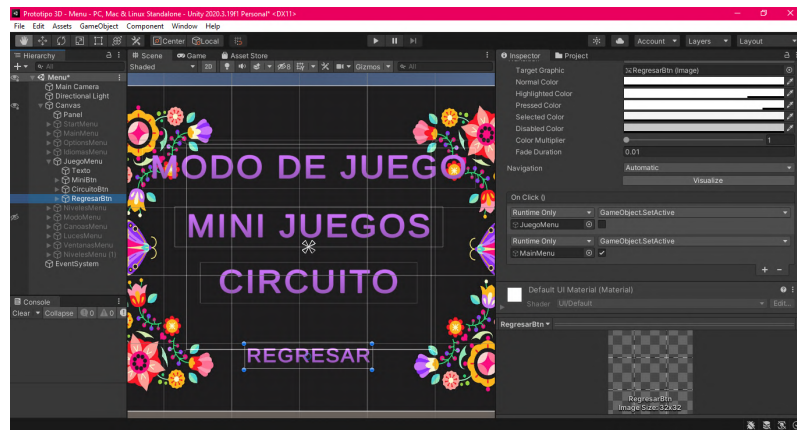 Prototipo 3D - Menu - PC, Mac & Linux Standalone - Unity 2020.3.19f1 Personal* <DX11>
File Edit Assets GameObject Component Window Help
Center Local
Account Layers Layout
Hierarchy
All
Menu*
Main Camera
Directional Light
Canvas
Panel
StartMenu
MainMenu
OptionsMenu
IdiomasMenu
JuegoMenu
Texto
MiniBtn
CircuitoBtn
RegresarBtn
NivelesMenu
ModoMenu
CanoasMenu
LucesMenu
VentanasMenu
NivelesMenu (1)
EventSystem
Console
Clear Collapse 0 0
Scene Game Asset Store
Shaded 2D 8 Gizmos All
MODO DE JUEGO
MINI JUEGOS
CIRCUITO
REGRESAR
Inspector Project
Target Graphic RegresarBtn (Image)
Normal Color
Highlighted Color
Pressed Color
Selected Color
Disabled Color
Color Multiplier 1
Fade Duration 0.01
Navigation Automatic
Visualize
On Click ()
Runtime Only GameObject.SetActive
JuegoMenu
Runtime Only GameObject.SetActive
MainMenu
Default UI Material (Material)
Shader UI/Default Edit...
RegresarBtn
RegresarBtn
Image Size: 32x32